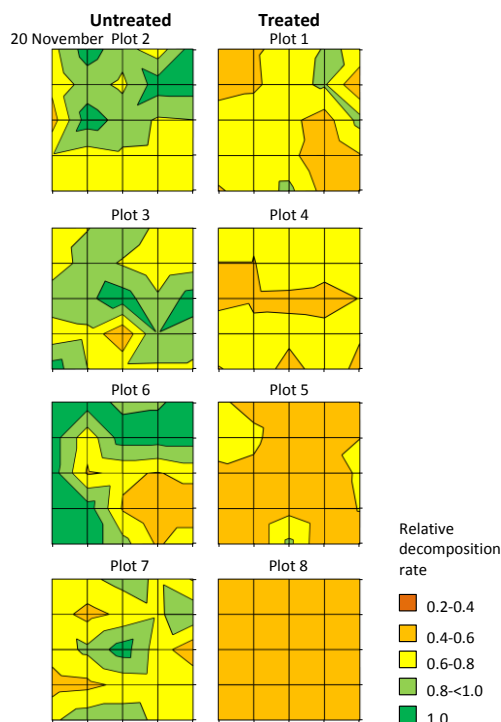 Untreated Treated
20 November Plot 2 Plot 1
Plot 3 Plot 4
Plot 6 Plot 5
Plot 7 Plot 8
Relative
decomposition
rate
0.2-0.4
0.4-0.6
0.6-0.8
0.8-<1.0
1.0